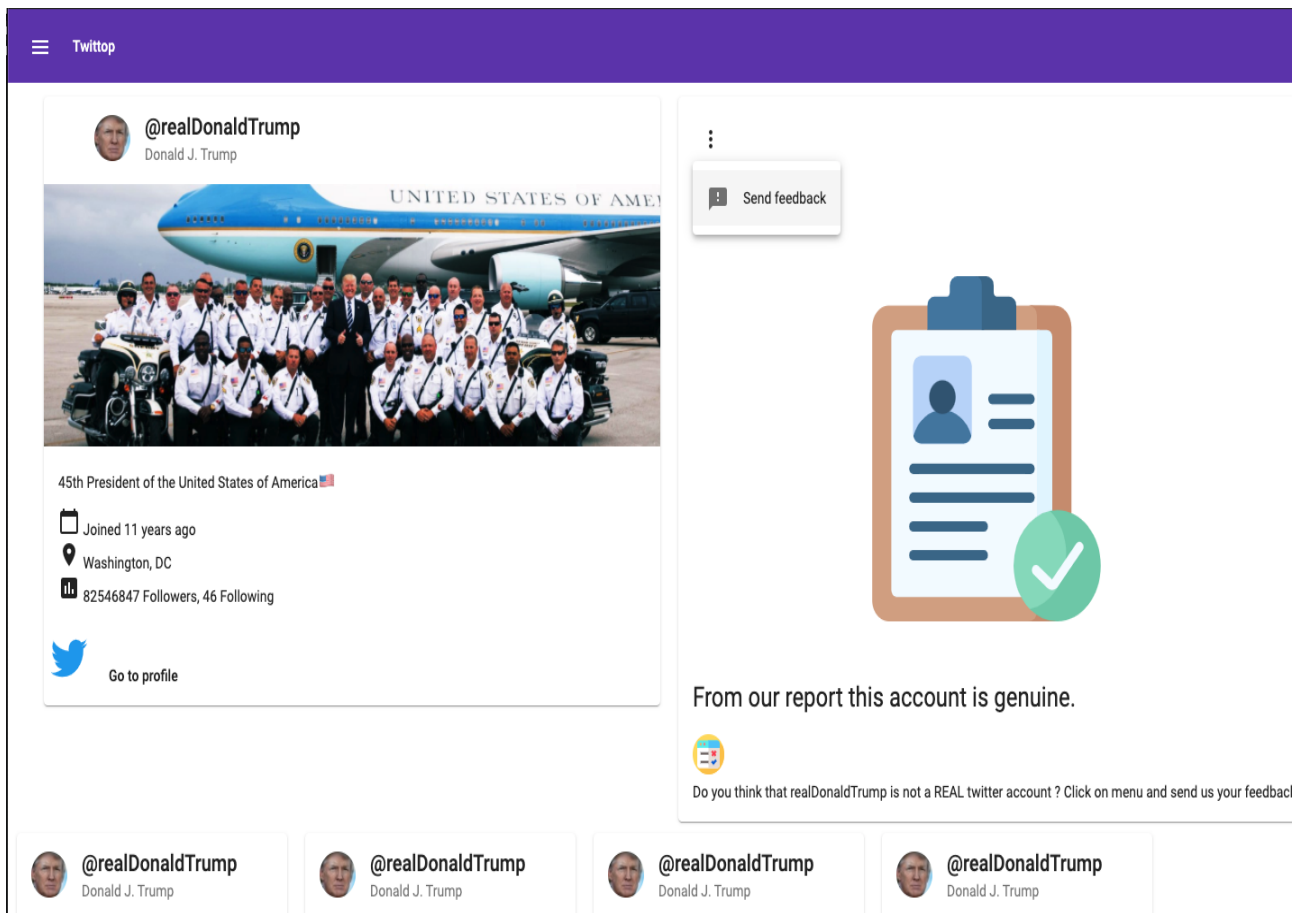 Twittop
@realDonaldTrump
Donald J. Trump
UNITED STATES OF AMER
45th President of the United States of America🇺🇸
Joined 11 years ago
Washington, DC
82546847 Followers, 46 Following
Go to profile
Send feedback
From our report this account is genuine.
Do you think that realDonaldTrump is not a REAL twitter account ? Click on menu and send us your feedback
@realDonaldTrump
Donald J. Trump
@realDonaldTrump
Donald J. Trump
@realDonaldTrump
Donald J. Trump
@realDonaldTrump
Donald J. Trump